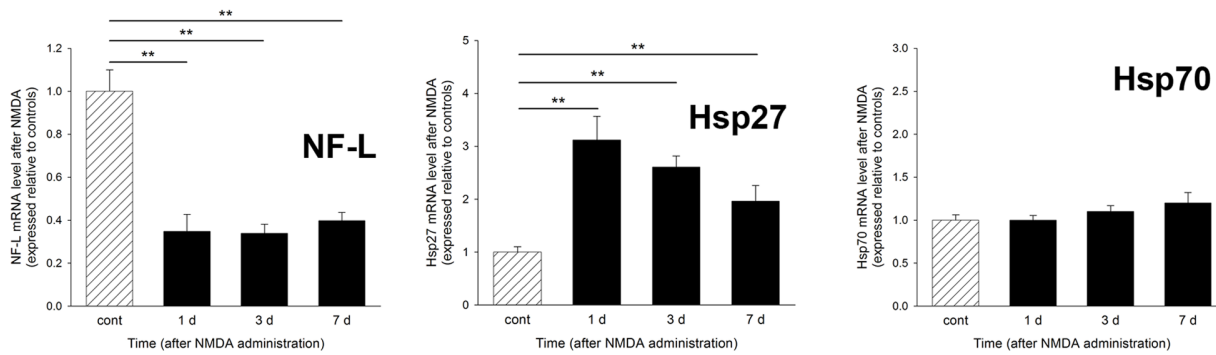 **
**
**
1.2
1.0
0.8
0.6
0.4
0.2
0.0
NF-L mRNA level after NMDA
(expressed relative to controls)
NF-L
cont 1 d 3 d 7 d
Time (after NMDA administration)
**
**
**
5
4
3
2
1
0
Hsp27 mRNA level after NMDA
(expressed relative to controls)
Hsp27
cont 1 d 3 d 7 d
Time (after NMDA administration)
3.0
2.5
2.0
1.5
1.0
0.5
0.0
Hsp70 mRNA level after NMDA
(expressed relative to controls)
Hsp70
cont 1 d 3 d 7 d
Time (after NMDA administration)